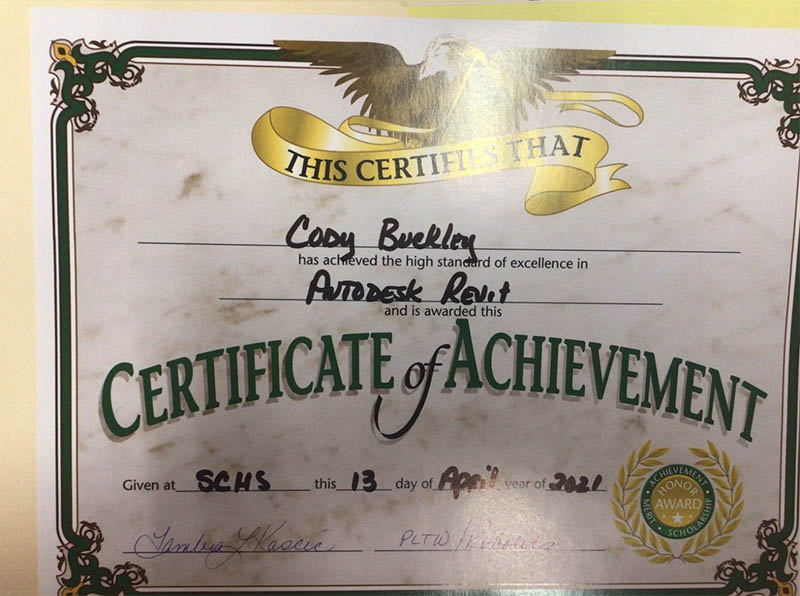 THIS CERTIFIES THAT
Cody Buckley
has achieved the high standard of excellence in
AUTODESK Revit
and is awarded this
CERTIFICATE of ACHIEVEMENT
Given at SCHS this 13 day of April year of 2021
PLTW
ACHIEVEMENT
HONOR
AWARD
MERIT SCHOLARSHIP